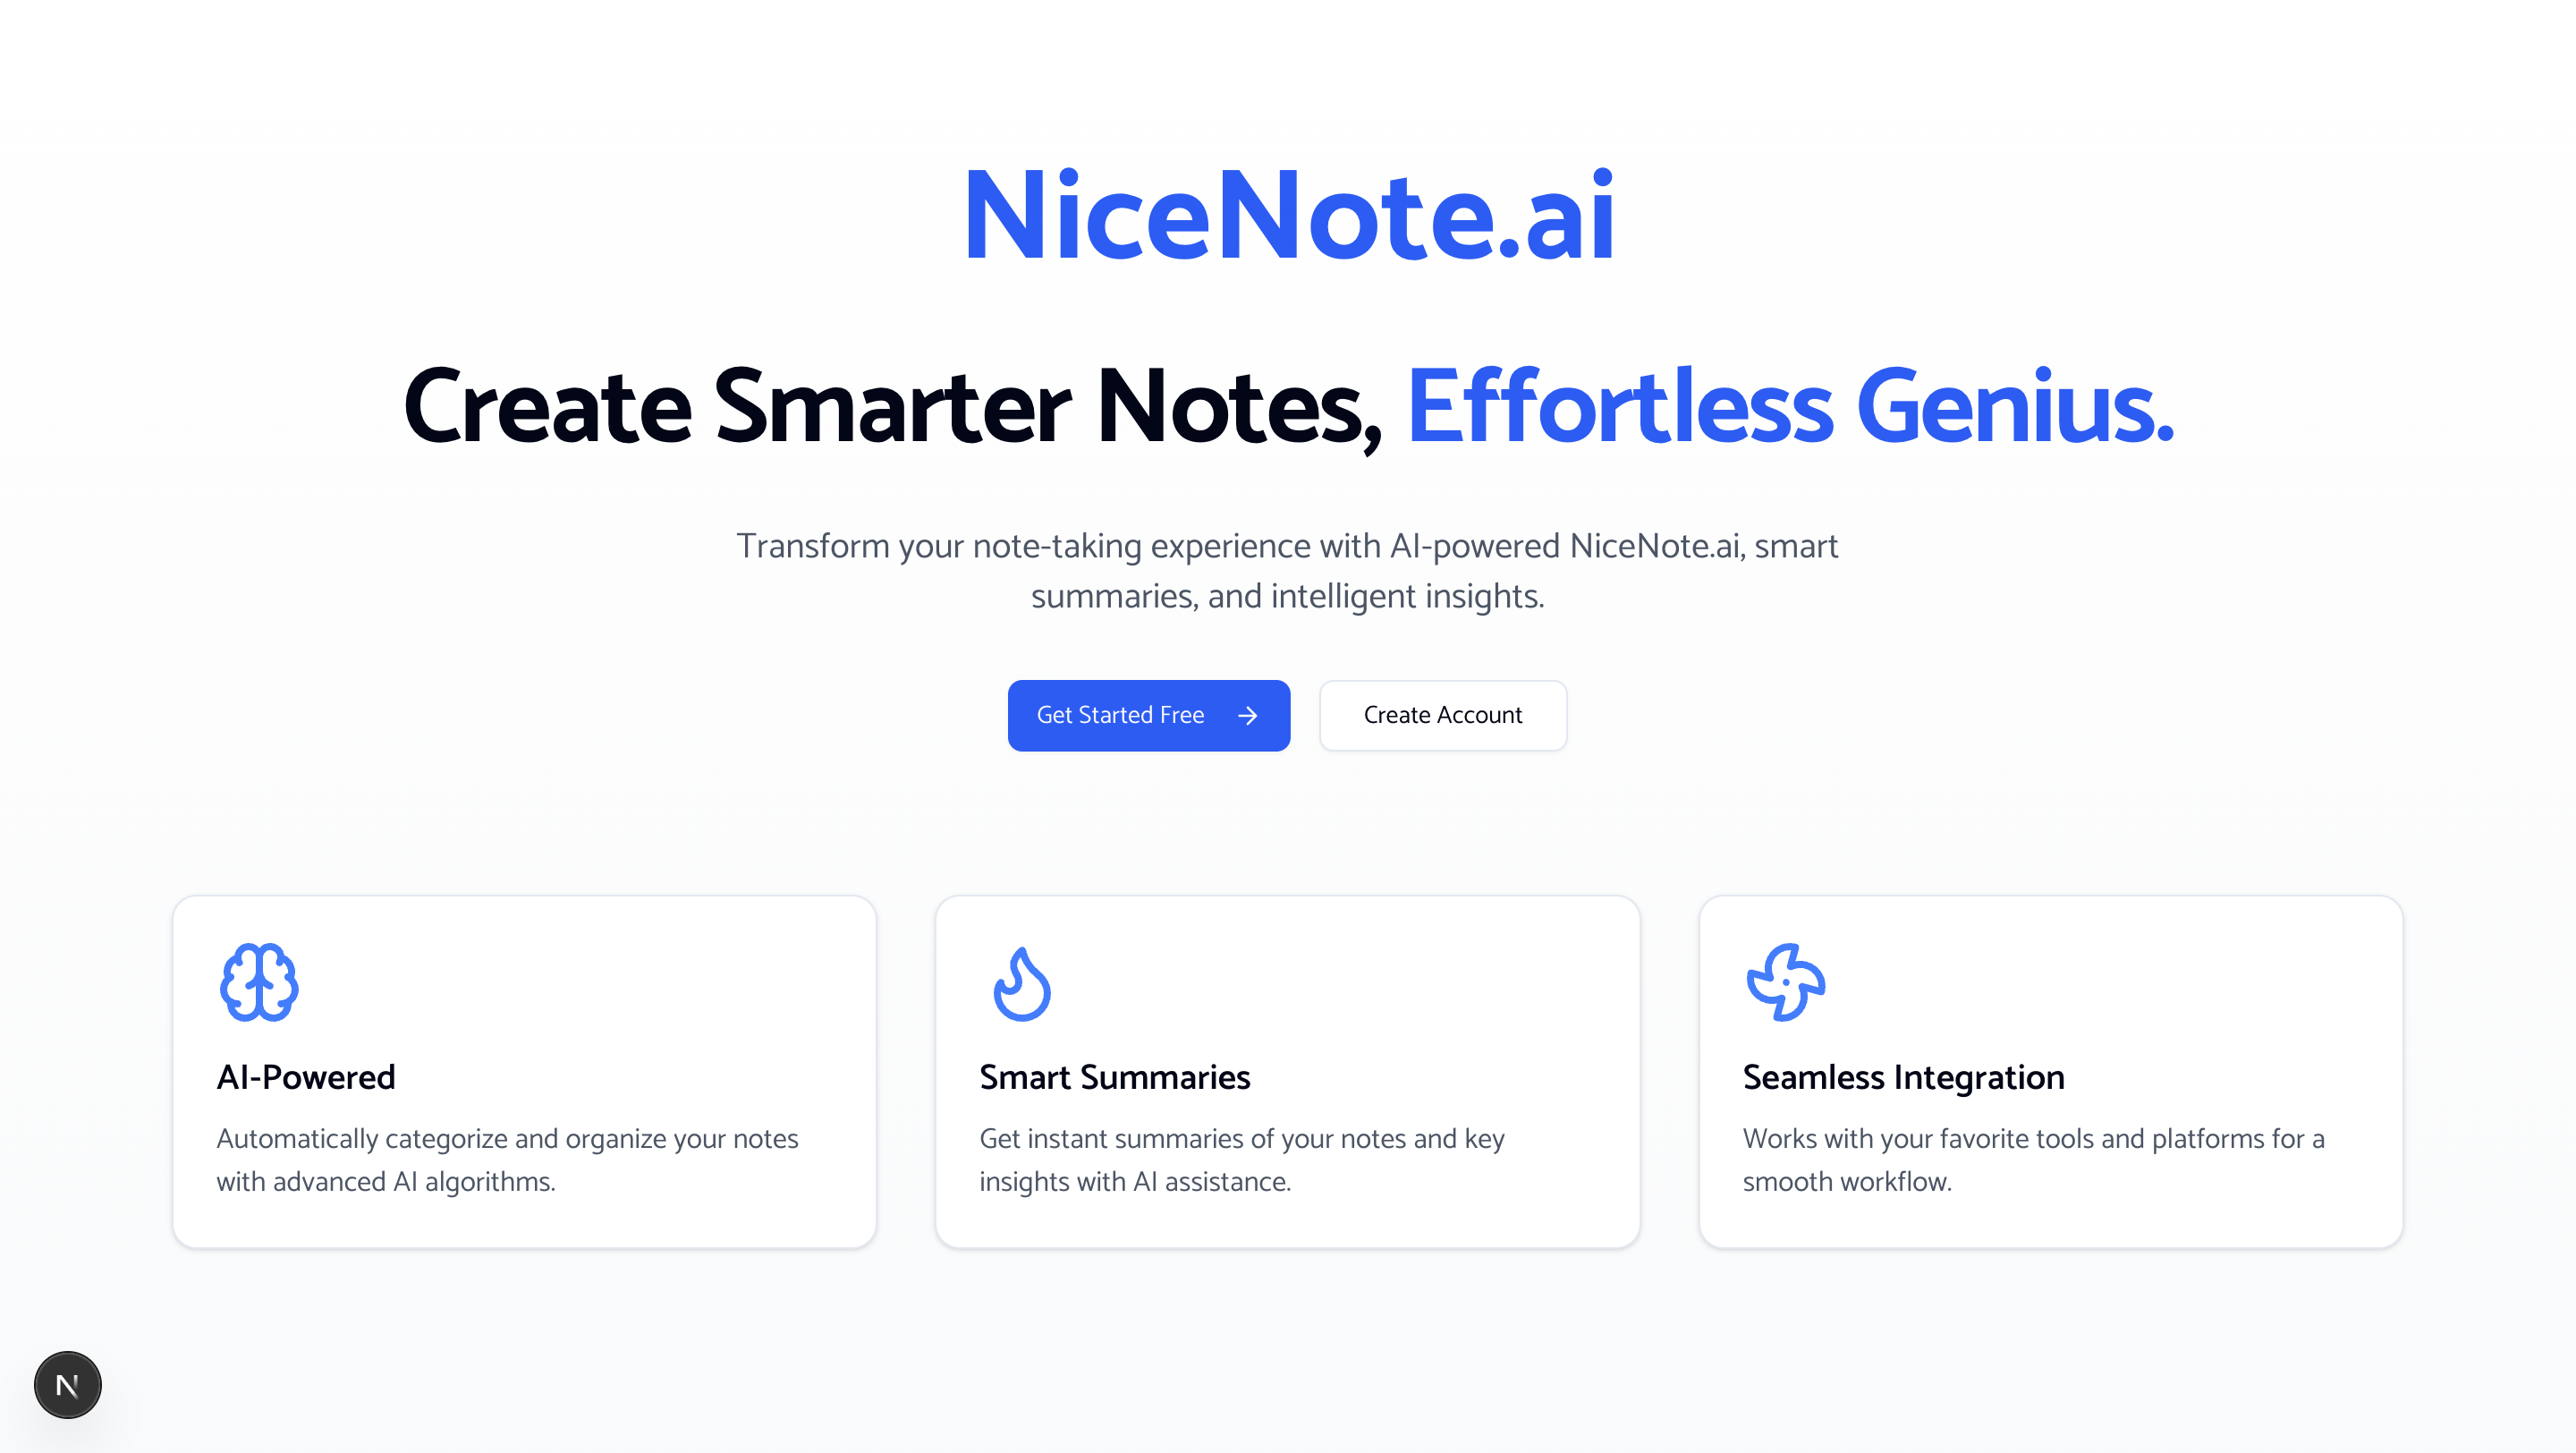 NiceNote.ai
Create Smarter Notes, Effortless Genius.
Transform your note-taking experience with AI-powered NiceNote.ai, smart
summaries, and intelligent insights.
Get Started Free
Create Account
AI-Powered
Automatically categorize and organize your notes
with advanced AI algorithms.
Smart Summaries
Get instant summaries of your notes and key
insights with AI assistance.
Seamless Integration
Works with your favorite tools and platforms for a
smooth workflow.
N